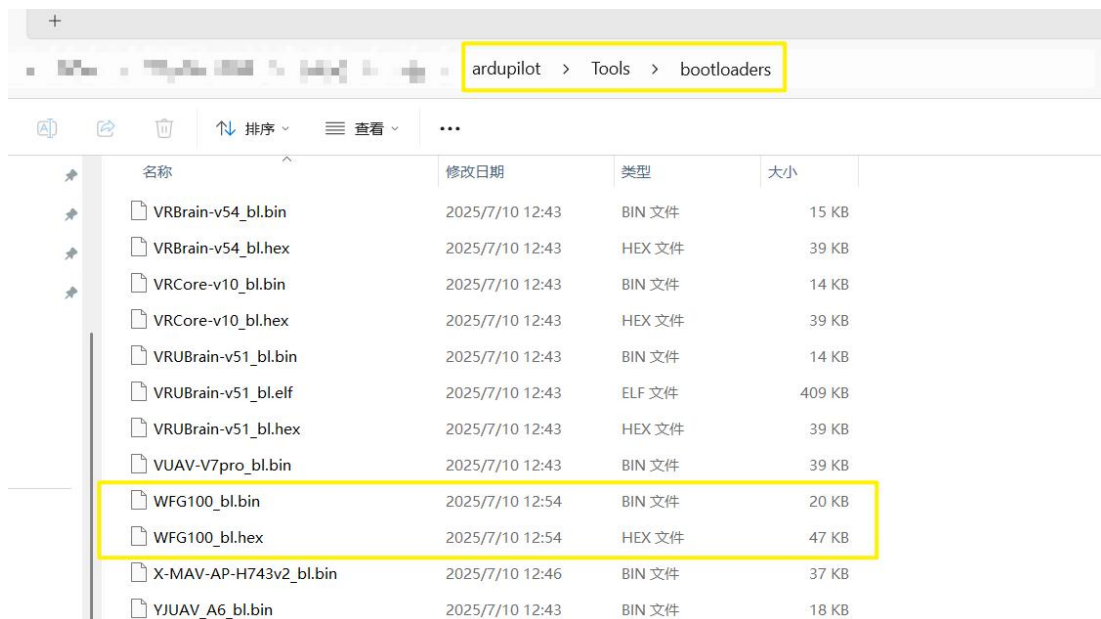 ardupilot > Tools > bootloaders
排序 查看 •••
名称 修改日期 类型 大小
VRBrain-v54_bl.bin 2025/7/10 12:43 BIN 文件 15 KB
VRBrain-v54_bl.hex 2025/7/10 12:43 HEX 文件 39 KB
VRCore-v10_bl.bin 2025/7/10 12:43 BIN 文件 14 KB
VRCore-v10_bl.hex 2025/7/10 12:43 HEX 文件 39 KB
VRUBrain-v51_bl.bin 2025/7/10 12:43 BIN 文件 14 KB
VRUBrain-v51_bl.elf 2025/7/10 12:43 ELF 文件 409 KB
VRUBrain-v51_bl.hex 2025/7/10 12:43 HEX 文件 39 KB
VUAV-V7pro_bl.bin 2025/7/10 12:43 BIN 文件 39 KB
WFG100_bl.bin 2025/7/10 12:54 BIN 文件 20 KB
WFG100_bl.hex 2025/7/10 12:54 HEX 文件 47 KB
X-MAV-AP-H743v2_bl.bin 2025/7/10 12:46 BIN 文件 37 KB
YJUAV_A6_bl.bin 2025/7/10 12:43 BIN 文件 18 KB